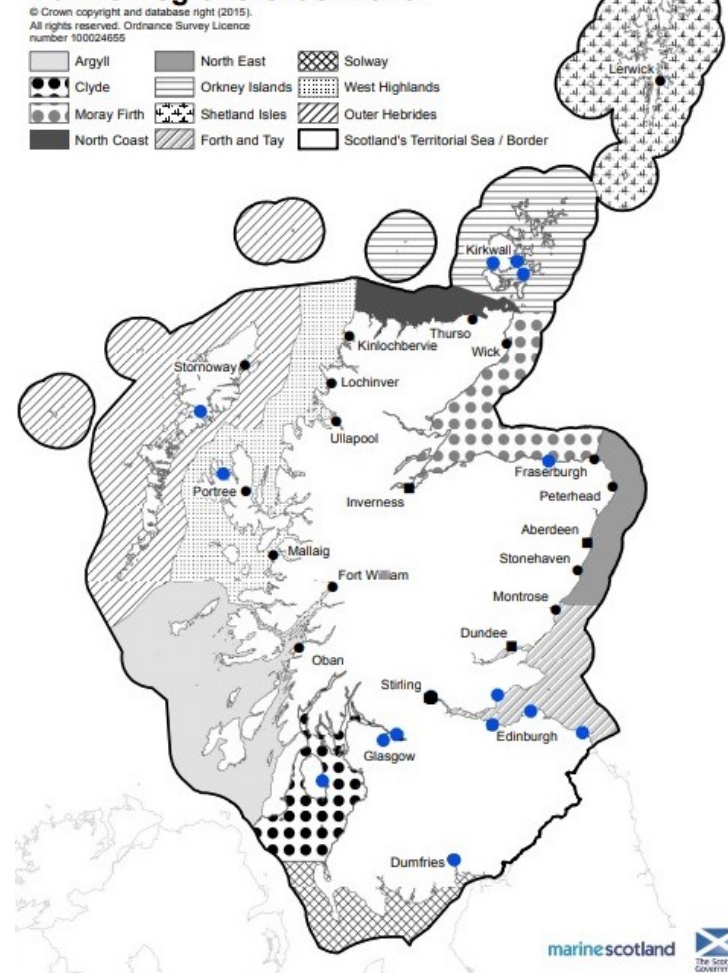 © Crown copyright and database right (2015).
All rights reserved. Ordnance Survey Licence
number 100024655
Argyll
North East
Solway
Clyde
Orkney Islands
West Highlands
Moray Firth
Shetland Isles
Outer Hebrides
North Coast
Forth and Tay
Scotland's Territorial Sea / Border
Lerwick
Kirkwall
Thurso
Kinlochbervie
Wick
Stornoway
Lochinver
Ullapool
Fraserburgh
Portree
Inverness
Peterhead
Aberdeen
Mallaig
Stonehaven
Fort William
Montrose
Dundee
Oban
Stirling
Edinburgh
Glasgow
Dumfries
marinescotland